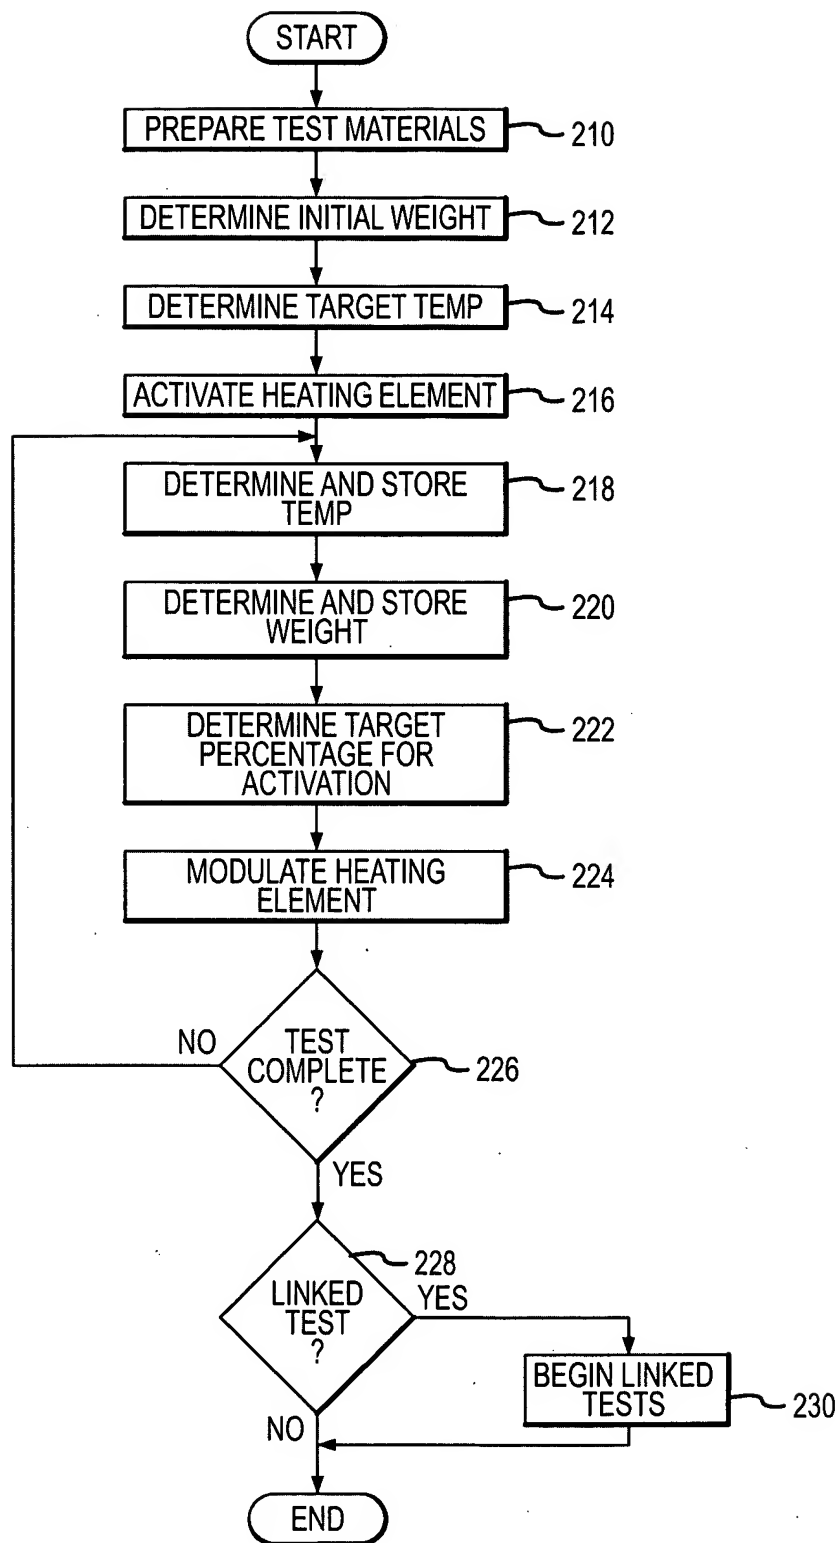 START
PREPARE TEST MATERIALS
210
DETERMINE INITIAL WEIGHT
212
DETERMINE TARGET TEMP
214
ACTIVATE HEATING ELEMENT
216
DETERMINE AND STORE
TEMP
218
DETERMINE AND STORE
WEIGHT
220
DETERMINE TARGET
PERCENTAGE FOR
ACTIVATION
222
MODULATE HEATING
ELEMENT
224
NO
TEST
COMPLETE
?
226
YES
228
LINKED
TEST
?
YES
BEGIN LINKED
TESTS
230
NO
END